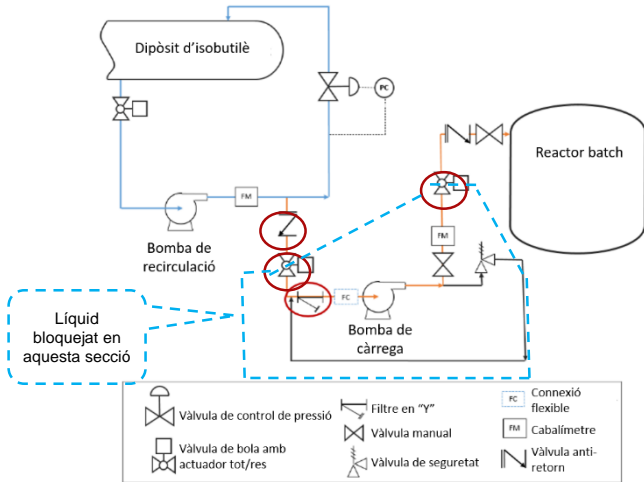 Dipòsit d'isobutilè
PC
Reactor batch
FM
Bomba de
recirculació
FM
FC
Bomba de
càrrega
Líquid
bloquejat en
aquesta secció
Vàlvula de control de pressió
Vàlvula de bola amb
actuador tot/res
Filtre en "Y"
Vàlvula manual
Vàlvula de seguretat
FC
Connexió
flexible
FM
Cabalímetre
Vàlvula anti-
retorn